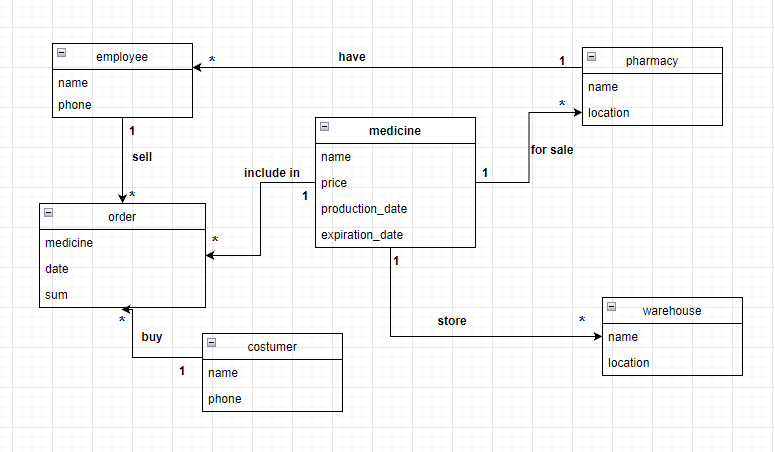 employee
name
phone
*
have
1
pharmacy
name
location
*
for sale
1
medicine
name
price
production_date
expiration_date
1
sell
*
include in
1
*
order
medicine
date
sum
*
buy
1
costumer
name
phone
1
store
*
warehouse
name
location